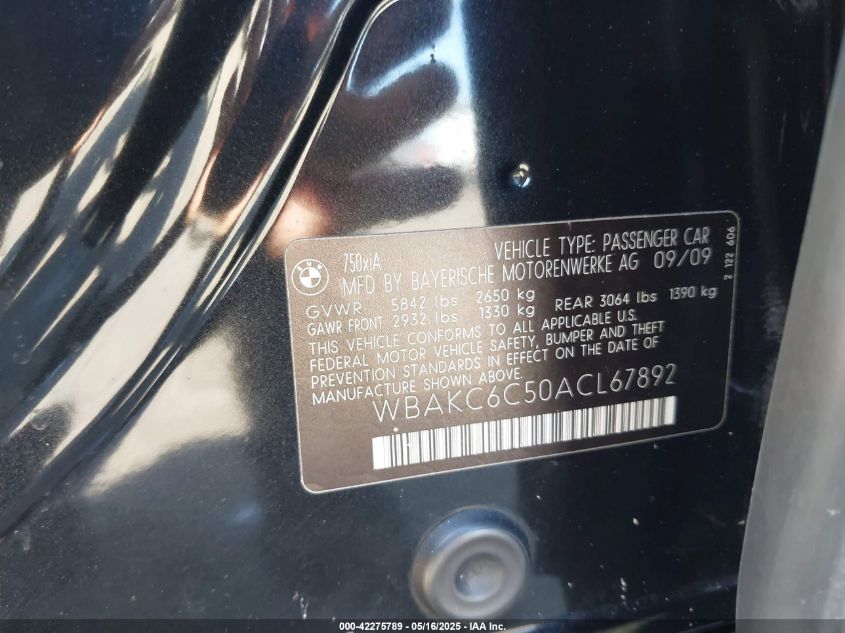 BMW
750xiA
VEHICLE TYPE: PASSENGER CAR
MFD BY BAYERISCHE MOTORENWERKE AG 09/09
GVWR 5842 lbs 2650 kg
GAWR FRONT: 2932 lbs 1330 kg REAR 3064 lbs 1390 kg
THIS VEHICLE CONFORMS TO ALL APPLICABLE U.S.
FEDERAL MOTOR VEHICLE SAFETY, BUMPER AND THEFT
PREVENTION STANDARDS IN EFFECT ON THE DATE OF
MANUFACTURE SHOWN ABOVE.
WBAKC6C50ACL67892
2 122 606
000-42275789 - 05/16/2025 - IAA Inc.